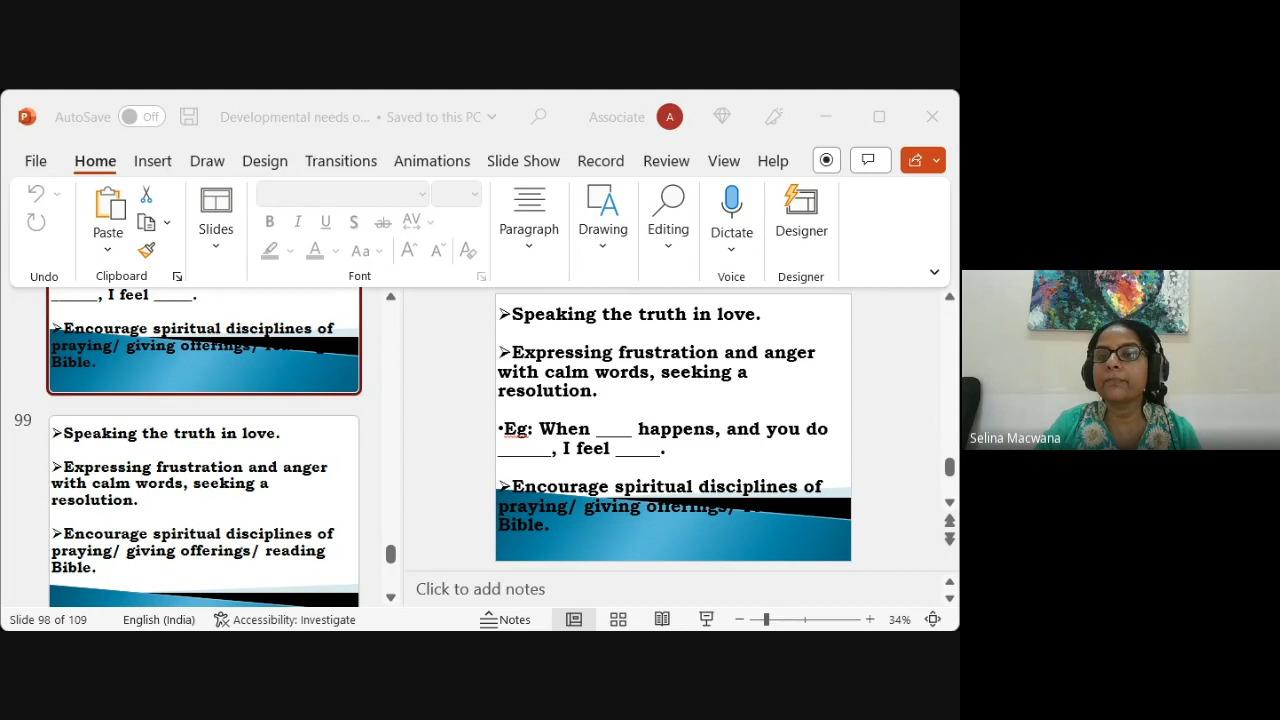 AutoSave Off Developmental needs o... • Saved to this PC Associate A
File Home Insert Draw Design Transitions Animations Slide Show Record Review View Help
Paste Slides B I U S ab AV Aa A A A Paragraph Drawing Editing Dictate Designer
Undo Clipboard Font Voice Designer
_____, I feel ____.
➢Encourage spiritual disciplines of
praying/ giving offerings/
Bible.
99
➢Speaking the truth in love.
➢Expressing frustration and anger
with calm words, seeking a
resolution.
➢Encourage spiritual disciplines of
praying/ giving offerings/ reading
Bible.
➢Speaking the truth in love.
➢Expressing frustration and anger
with calm words, seeking a
resolution.
•Eg: When ____ happens, and you do
______, I feel _____.
➢Encourage spiritual disciplines of
praying/ giving offerings/
Bible.
Click to add notes
Slide 98 of 109 English (India) Accessibility: Investigate Notes 34%
Selina Macwana